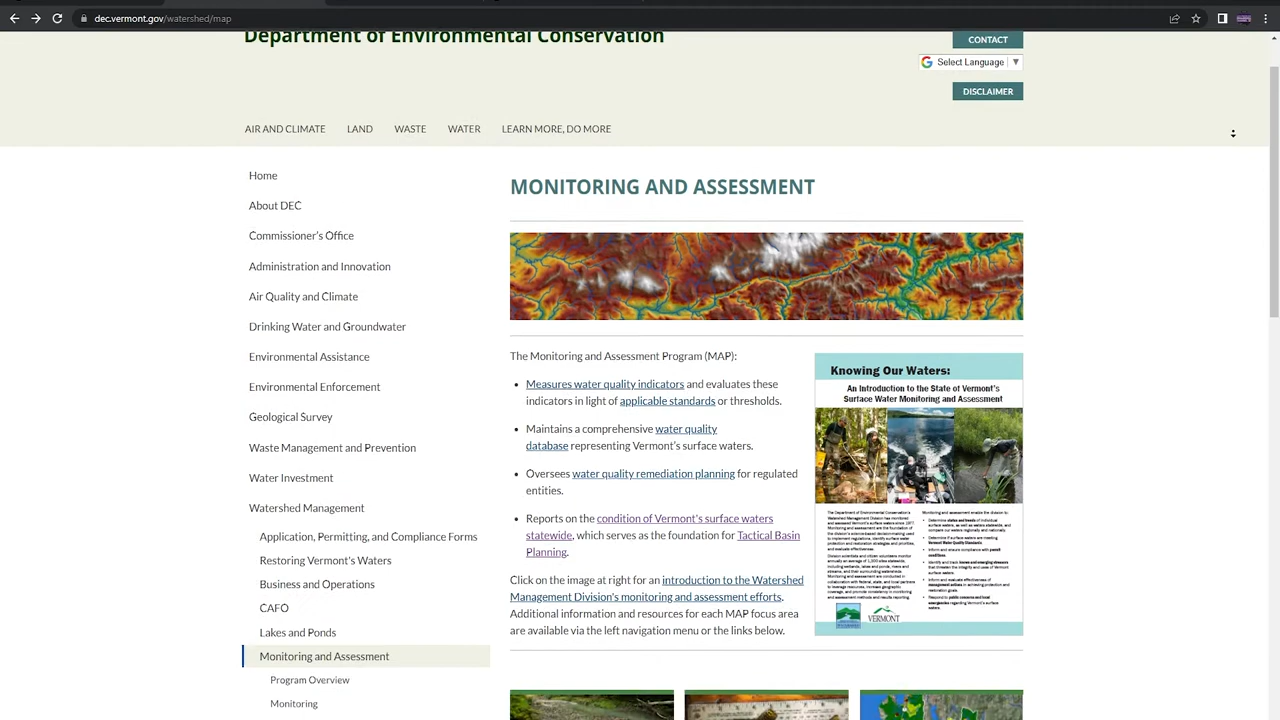 dec.vermont.gov/watershed/map
Department of Environmental Conservation
CONTACT
Select Language
DISCLAIMER
AIR AND CLIMATE LAND WASTE WATER LEARN MORE, DO MORE
Home
About DEC
Commissioner's Office
Administration and Innovation
Air Quality and Climate
Drinking Water and Groundwater
Environmental Assistance
Environmental Enforcement
Geological Survey
Waste Management and Prevention
Water Investment
Watershed Management
Permitting, and Compliance Forms
Restoring Vermont's Waters
and Operations
CAFO
Lakes and Ponds
Monitoring and Assessment
Program Overview
Monitoring
MONITORING AND ASSESSMENT
The Monitoring and Assessment Program (MAP):
• Measures water quality indicators and evaluates these
indicators in light of applicable standards or thresholds.
• Maintains a comprehensive water quality
database representing Vermont's surface waters.
• Oversees water quality remediation planning for regulated
entities.
• Reports on the condition of Vermont's surface waters
statewide, which serves as the foundation for Tactical Basin
Planning.
Click on the image at right for an introduction to the Watershed
Management Division's monitoring and assessment efforts.
Additional information and resources for each MAP focus area
are available via the left navigation menu or the links below.
Knowing Our Waters:
An Introduction to the State of Vermont's
Surface Water Monitoring and Assessment
VERMONT